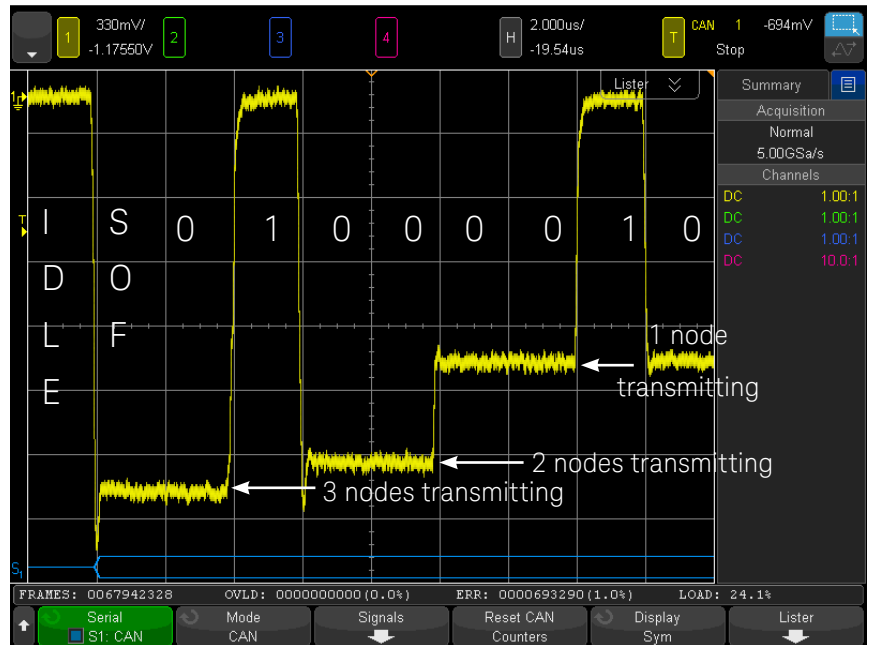 1 330mV/ -1.17550V 2 3 4 H 2.000us/ -19.54us T CAN 1 -694mV Stop
Lister
Summary
Acquisition
Normal
5.00GSa/s
Channels
DC 1.00:1
DC 1.00:1
DC 1.00:1
DC 10.0:1
1
T
I S 0 1 0 0 0 0 1 0
D O
L F
E
1 node
transmitting
2 nodes transmitting
3 nodes transmitting
S1
FRAMES: 0067942328 OVLD: 0000000000(0.0%) ERR: 0000693290(1.0%) LOAD: 24.1%
Serial Mode Signals Reset CAN Display Lister
S1: CAN CAN Counters Sym